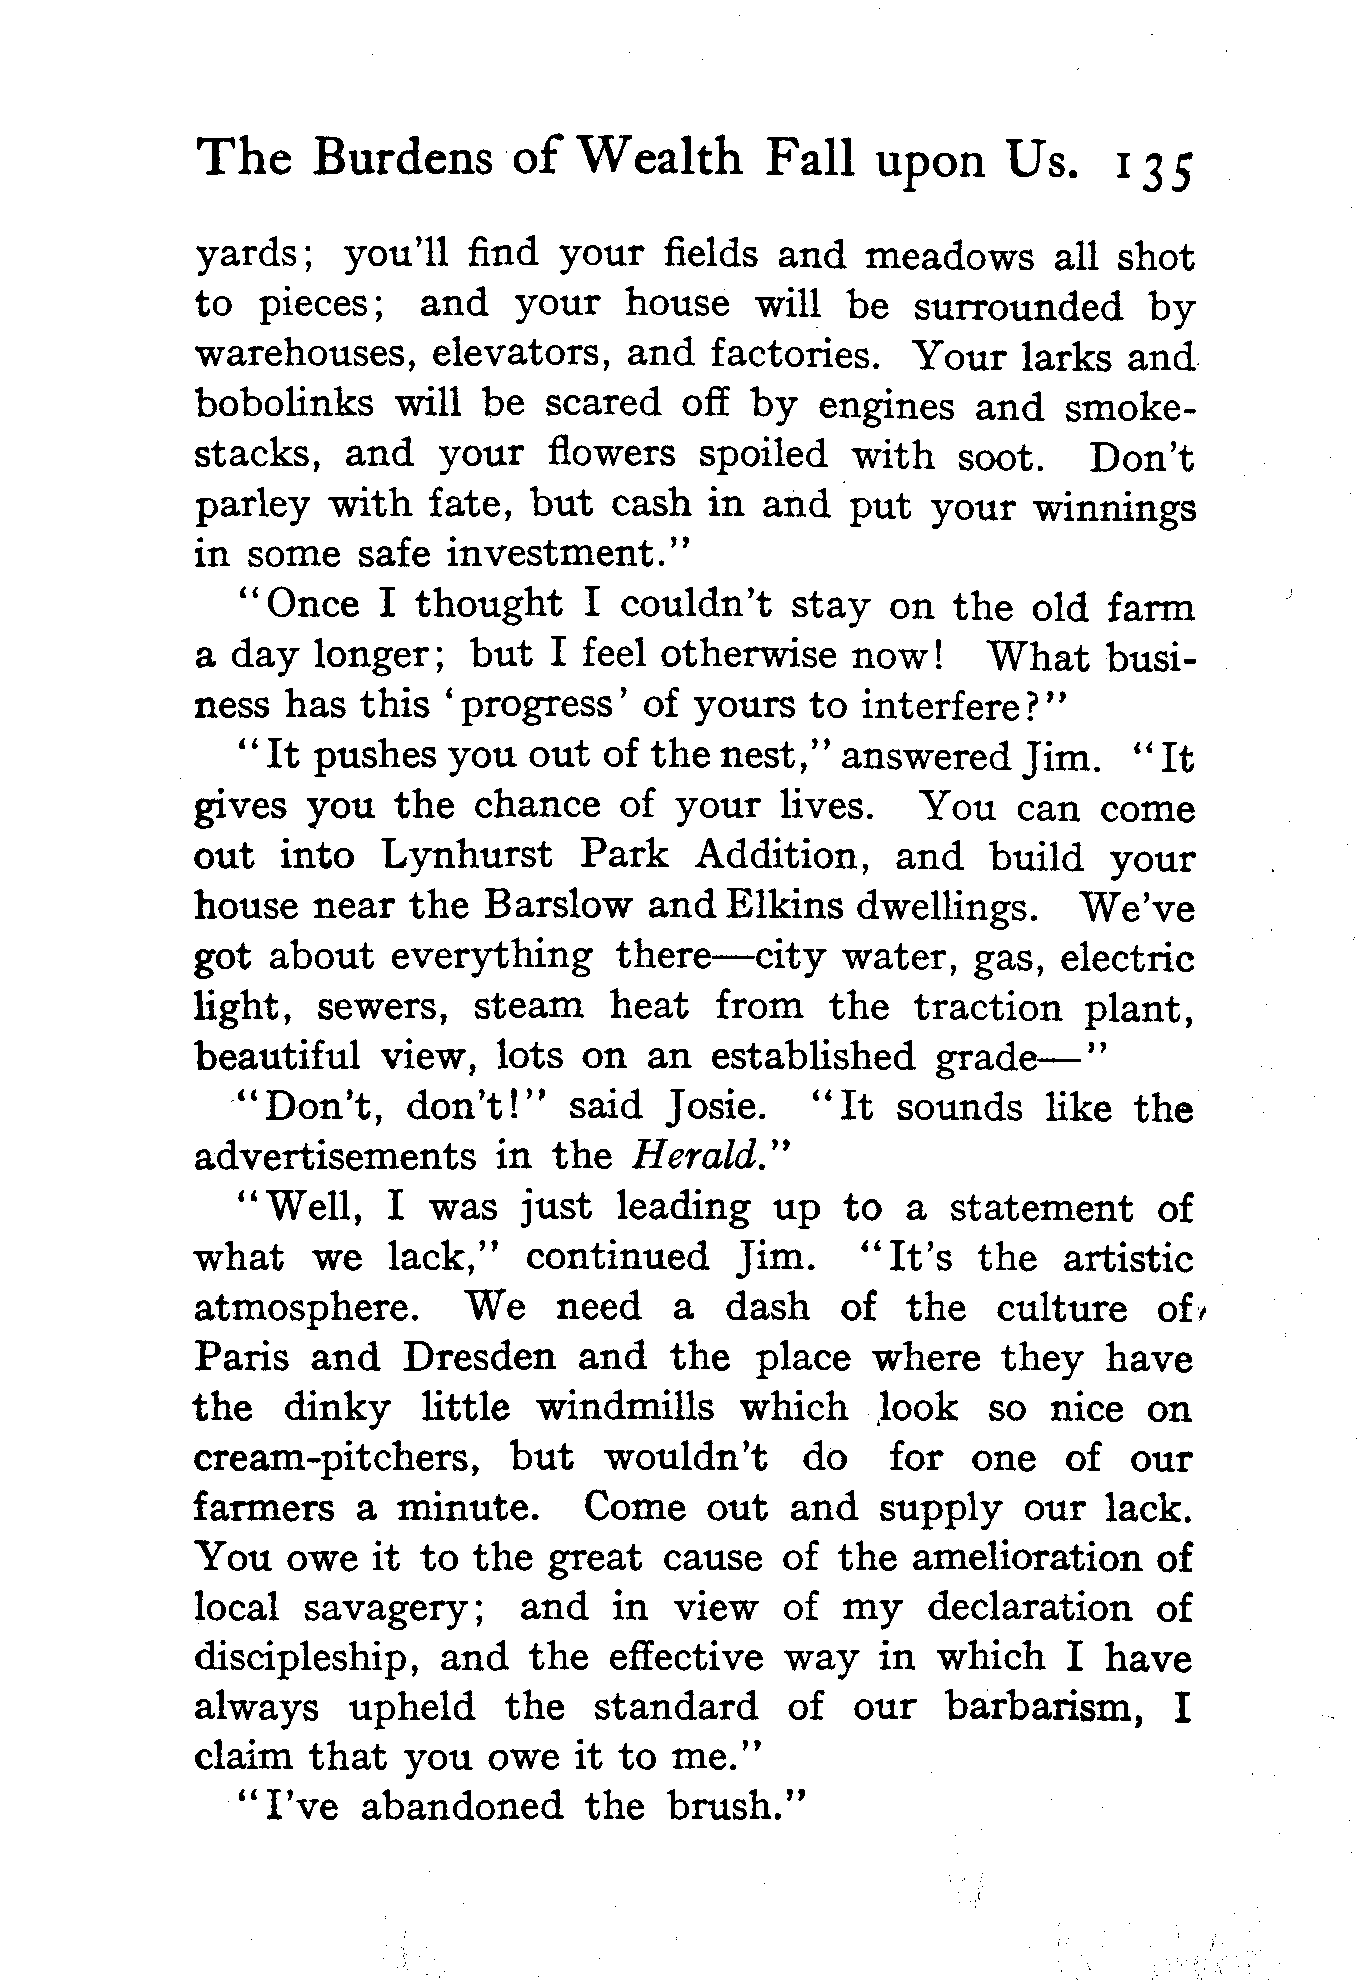 The Burdens of Wealth Fall upon Us. 135
yards; you'll find your fields and meadows all shot
to pieces; and your house will be surrounded by
warehouses, elevators, and factories. Your larks and
bobolinks will be scared off by engines and smoke-
stacks, and your flowers spoiled with soot. Don't
parley with fate, but cash in and put your winnings
in some safe investment."
"Once I thought I couldn't stay on the old farm
a day longer; but I feel otherwise now! What busi-
ness has this 'progress' of yours to interfere?"
"It pushes you out of the nest," answered Jim. "It
gives you the chance of your lives. You can come
out into Lynhurst Park Addition, and build your
house near the Barslow and Elkins dwellings. We've
got about everything there—city water, gas, electric
light, sewers, steam heat from the traction plant,
beautiful view, lots on an established grade—"
"Don't, don't!" said Josie. "It sounds like the
advertisements in the Herald."
"Well, I was just leading up to a statement of
what we lack," continued Jim. "It's the artistic
atmosphere. We need a dash of the culture of
Paris and Dresden and the place where they have
the dinky little windmills which look so nice on
cream-pitchers, but wouldn't do for one of our
farmers a minute. Come out and supply our lack.
You owe it to the great cause of the amelioration of
local savagery; and in view of my declaration of
discipleship, and the effective way in which I have
always upheld the standard of our barbarism, I
claim that you owe it to me."
"I've abandoned the brush."